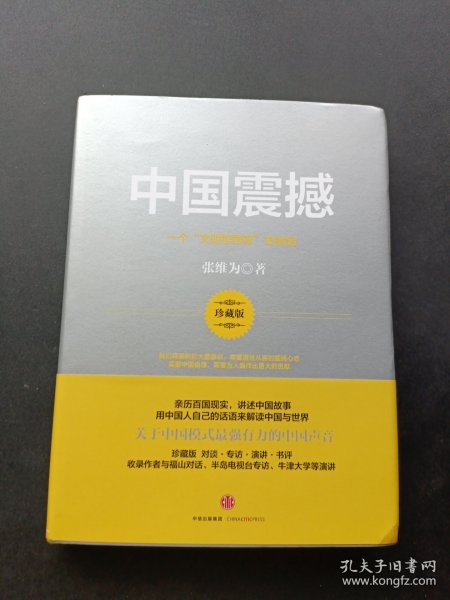 中国震撼
一个“文明型国家”的崛起
张维为◎著
珍藏版
亲历百国现实，讲述中国故事
用中国人自己的话语来解读中国与世界
关于中国模式最强有力的中国声音
珍藏版 对谈·专访·演讲·书评
收录作者与福山对话、半岛电视台专访、牛津大学等演讲
中信出版集团 CHINA CITIC PRESS
孔夫子旧书网
www.kongfz.com